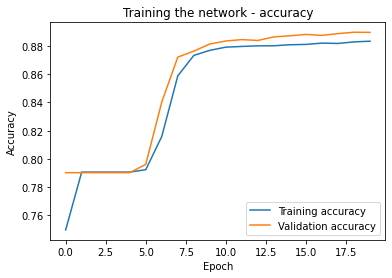 Training the network - accuracy
0.88
0.86
0.84
0.82
0.80
0.78
0.76
Accuracy
Training accuracy
Validation accuracy
0.0 2.5 5.0 7.5 10.0 12.5 15.0 17.5
Epoch